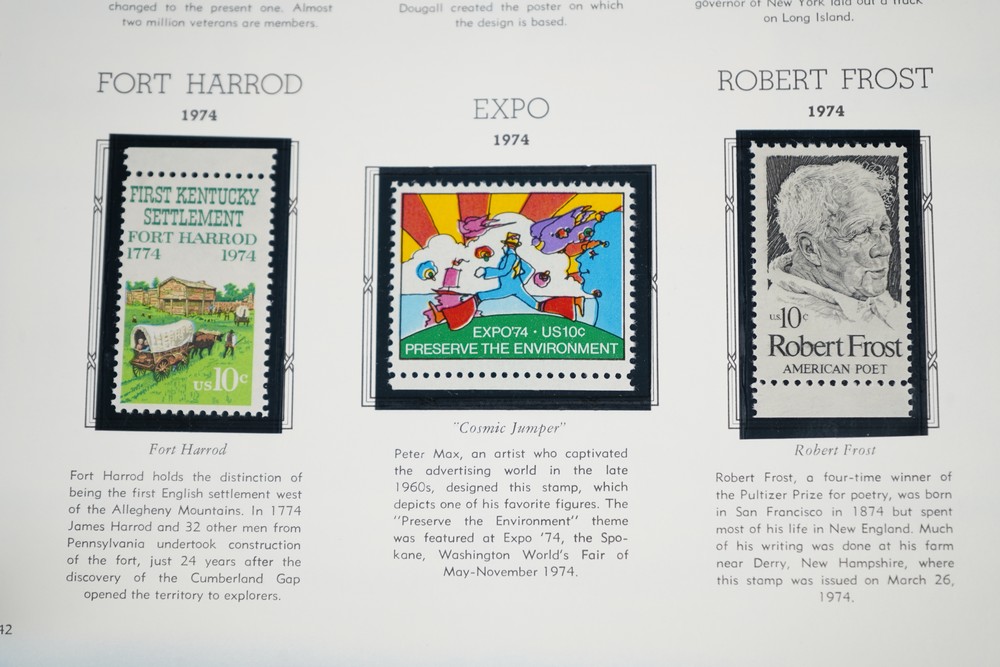 changed to the present one. Almost
two million veterans are members.
Dougall created the poster on which
the design is based.
governor of New York laid out a track
on Long Island.
FORT HARROD
1974
FIRST KENTUCKY
SETTLEMENT
FORT HARROD
1774 1974
US 10c
Fort Harrod
Fort Harrod holds the distinction of
being the first English settlement west
of the Allegheny Mountains. In 1774
James Harrod and 32 other men from
Pennsylvania undertook construction
of the fort, just 24 years after the
discovery of the Cumberland Gap
opened the territory to explorers.
EXPO
1974
EXPO'74 · US10c
PRESERVE THE ENVIRONMENT
"Cosmic Jumper"
Peter Max, an artist who captivated
the advertising world in the late
1960s, designed this stamp, which
depicts one of his favorite figures. The
"Preserve the Environment" theme
was featured at Expo '74, the Spo-
kane, Washington World's Fair of
May-November 1974.
ROBERT FROST
1974
U.S. 10c
Robert Frost
AMERICAN POET
Robert Frost
Robert Frost, a four-time winner of
the Pultizer Prize for poetry, was born
in San Francisco in 1874 but spent
most of his life in New England. Much
of his writing was done at his farm
near Derry, New Hampshire, where
this stamp was issued on March 26,
1974.
42